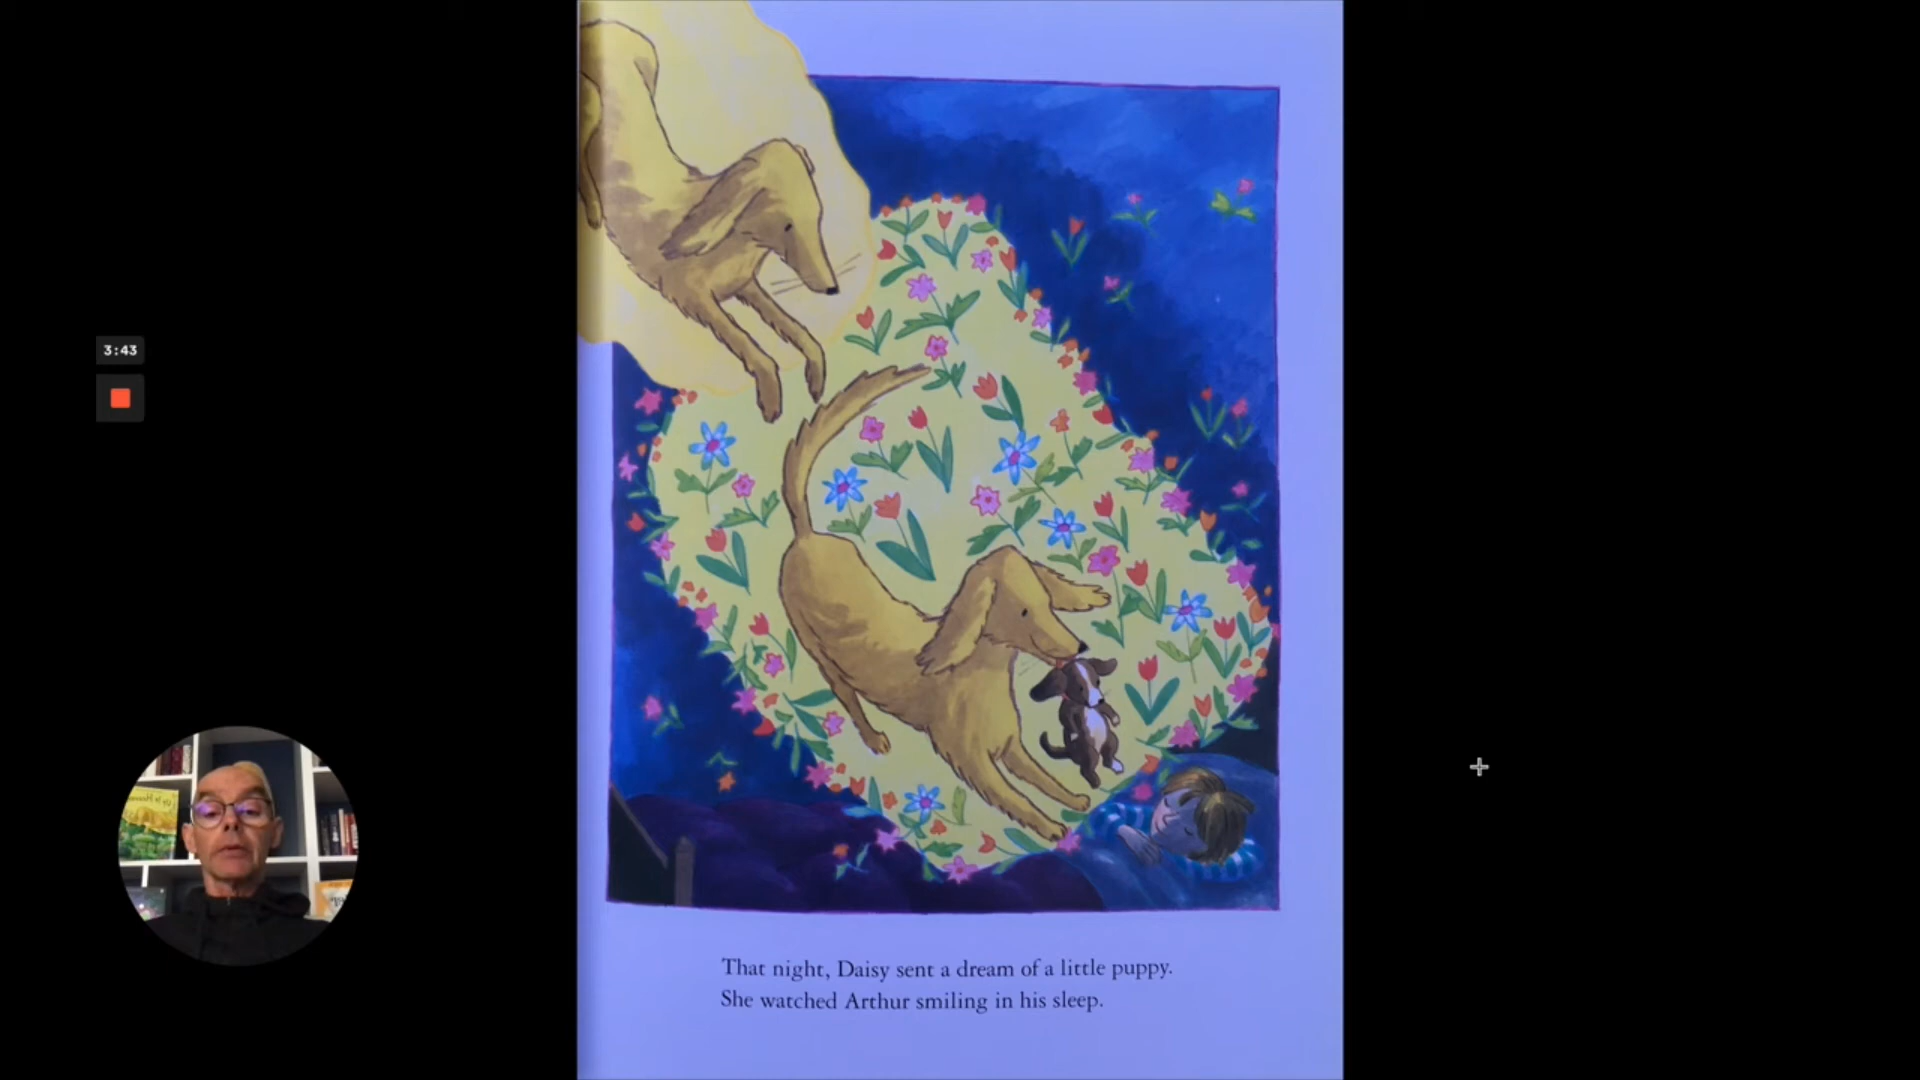 3:43
That night, Daisy sent a dream of a little puppy.
She watched Arthur smiling in his sleep.